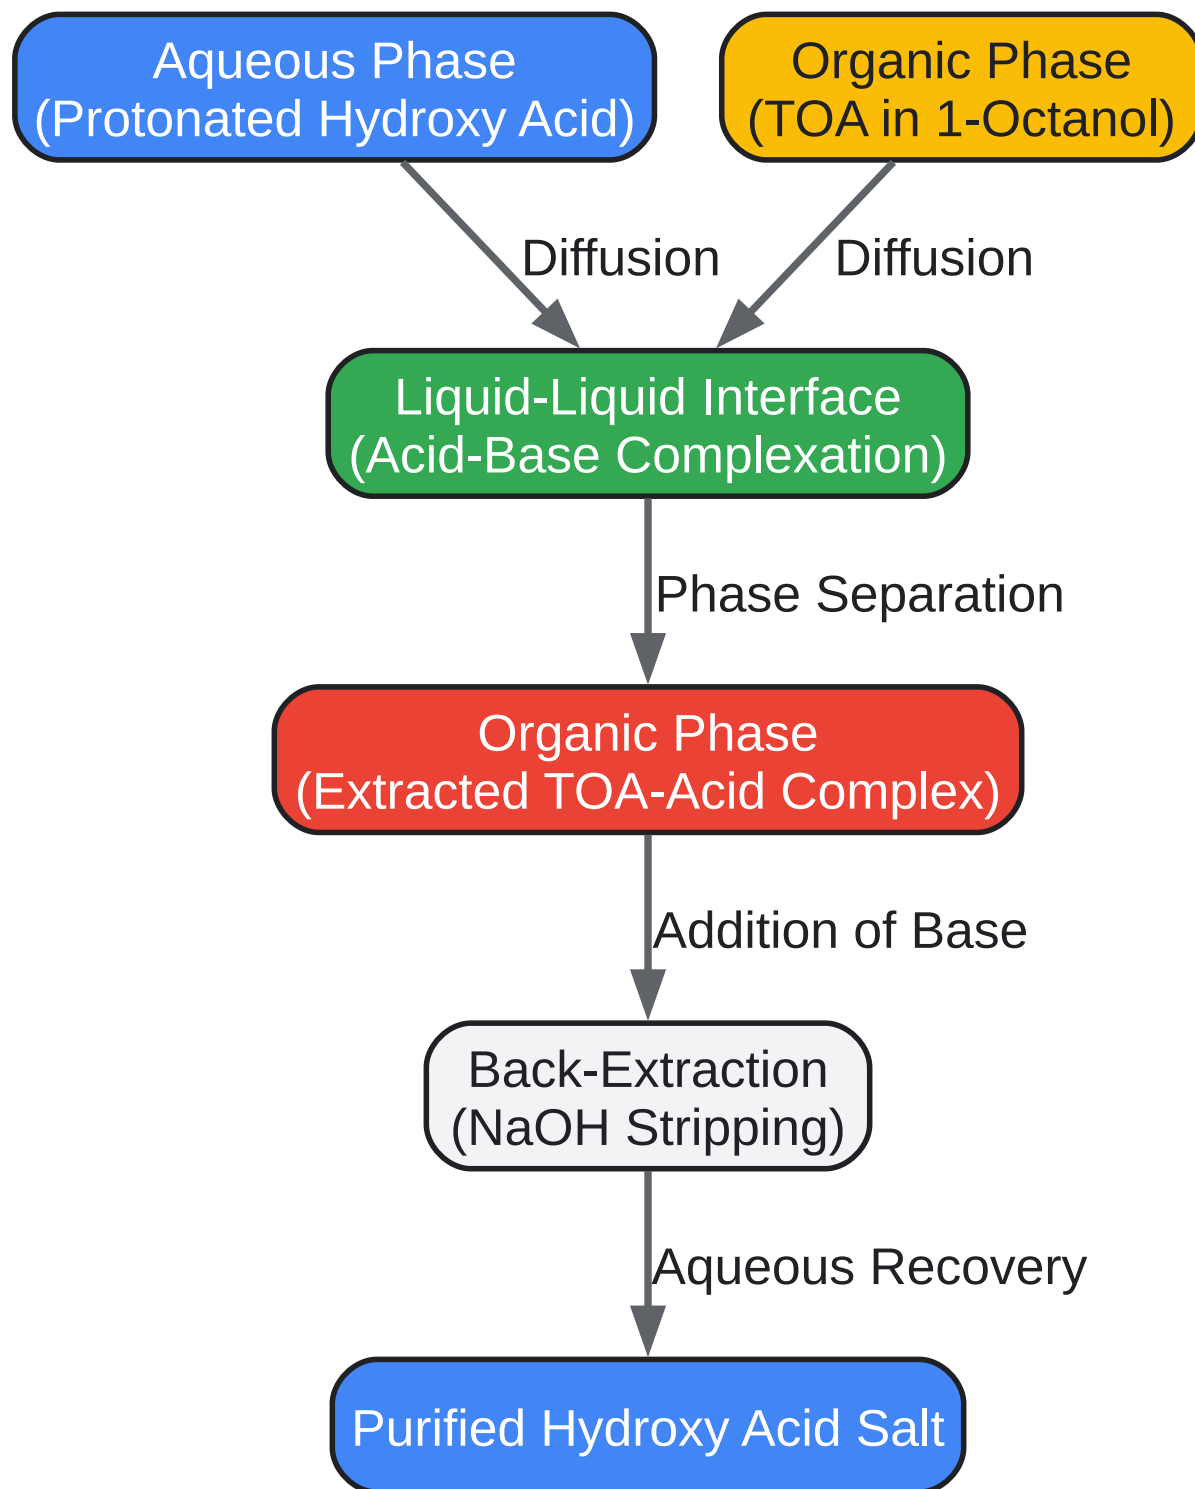 Aqueous Phase
(Protonated Hydroxy Acid)
Organic Phase
(TOA in 1-Octanol)
Diffusion
Diffusion
Liquid-Liquid Interface
(Acid-Base Complexation)
Phase Separation
Organic Phase
(Extracted TOA-Acid Complex)
Addition of Base
Back-Extraction
(NaOH Stripping)
Aqueous Recovery
Purified Hydroxy Acid Salt